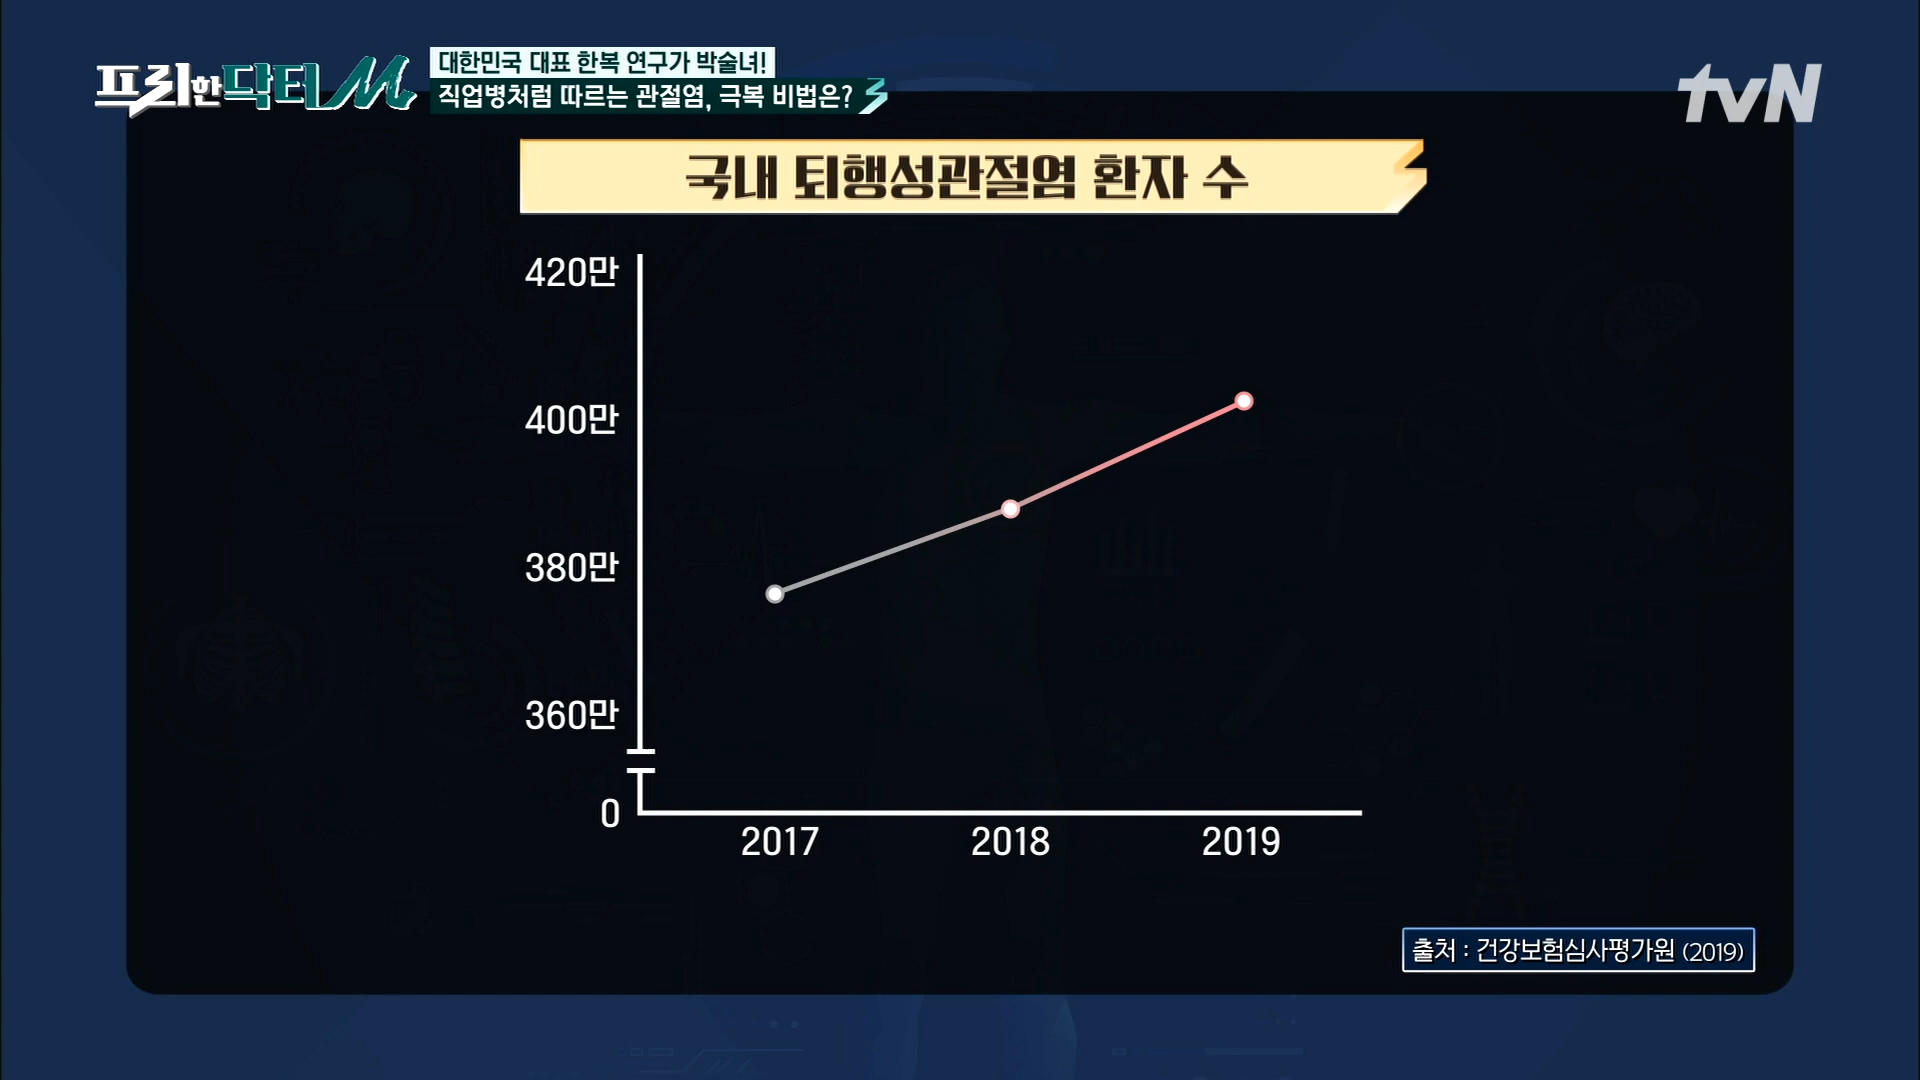 프리한닥터M
대한민국 대표 한복 연구가 박술녀!
직업병처럼 따르는 관절염, 극복 비법은?
tvN
국내 퇴행성관절염 환자 수
420만
400만
380만
360만
0
2017 2018 2019
출처 : 건강보험심사평가원 (2019)